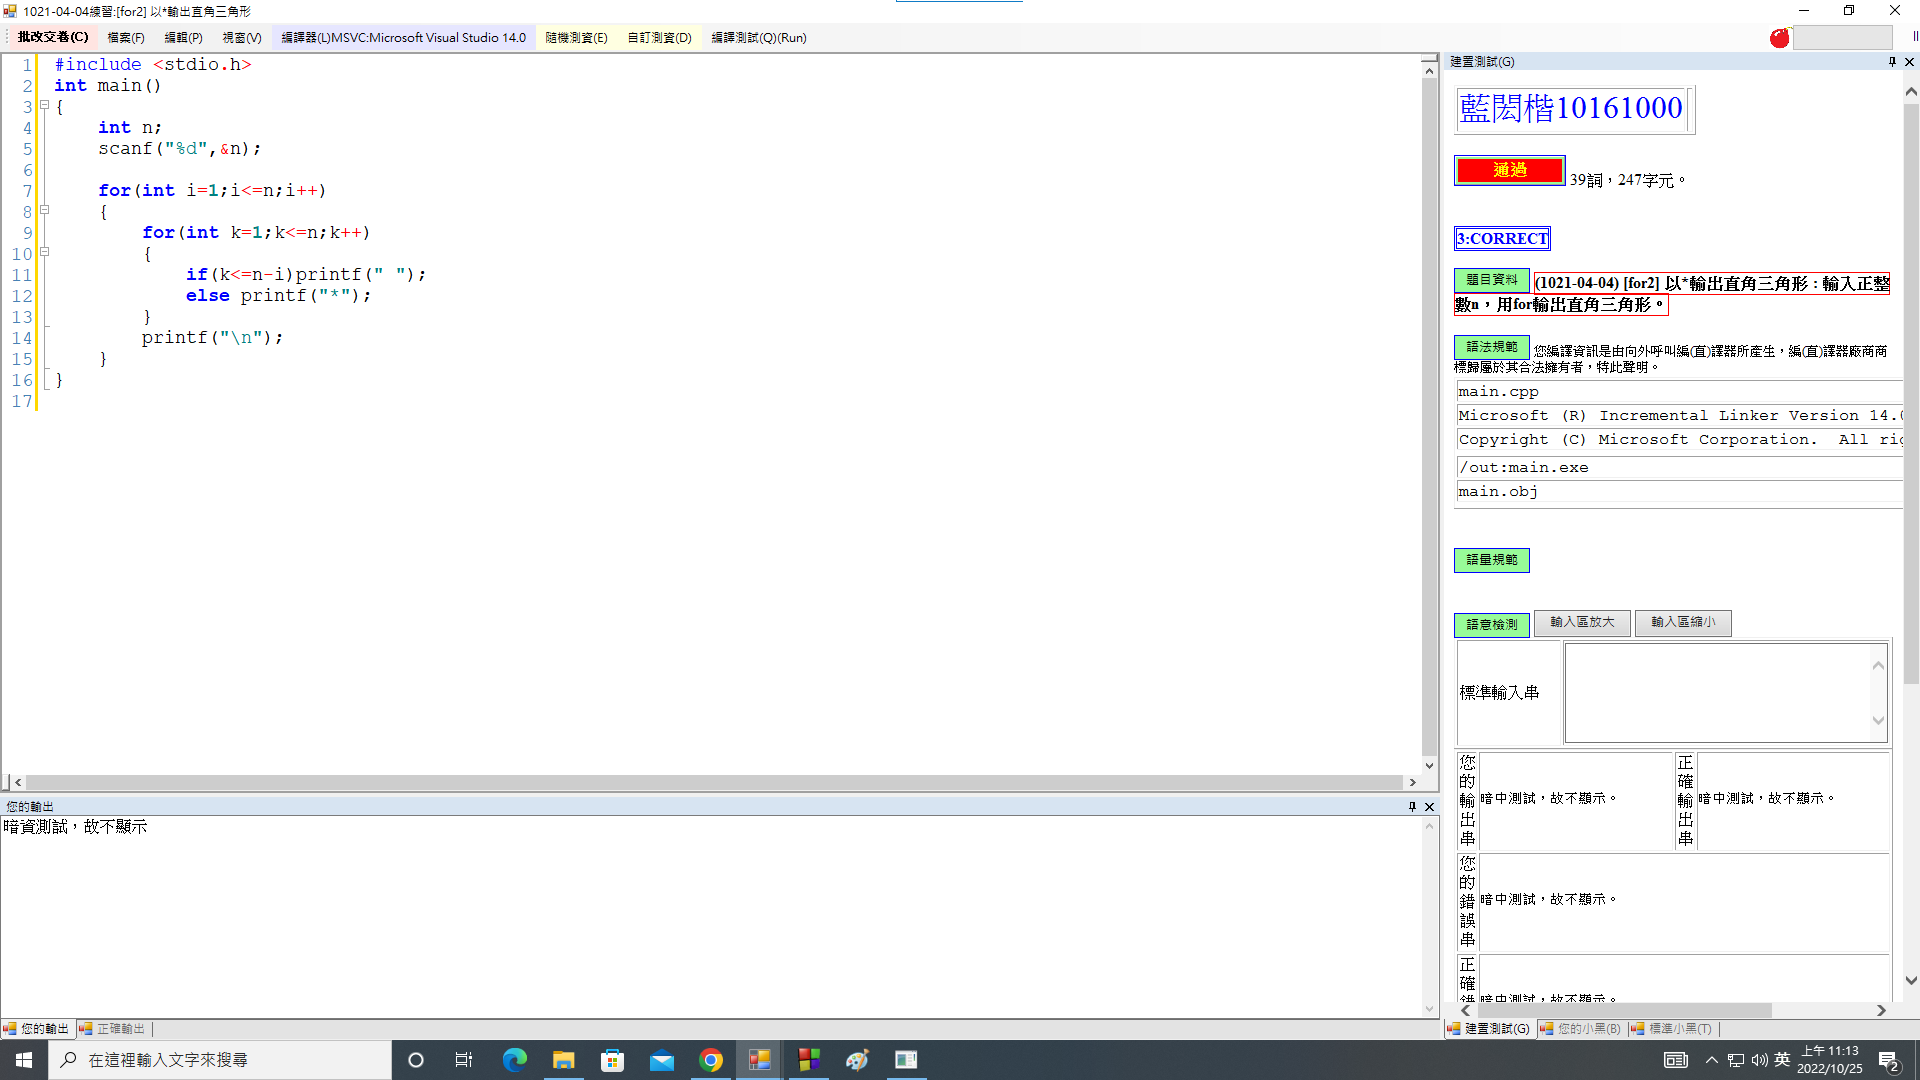 1021-04-04練習:[for2] 以*輸出直角三角形
批改交卷(C) 檔案(F) 編輯(P) 視窗(V) 編譯器(L)MSVC:Microsoft Visual Studio 14.0 隨機測資(E) 自訂測資(D) 編譯測試(Q)(Run)
1 #include <stdio.h>
2 int main()
3 {
4 int n;
5 scanf("%d",&n);
6
7 for(int i=1;i<=n;i++)
8 {
9 for(int k=1;k<=n;k++)
10 {
11 if(k<=n-i)printf(" ");
12 else printf("*");
13 }
14 printf("\n");
15 }
16 }
17
您的輸出
暗資測試，故不顯示
您的輸出 正確輸出
建置測試(G)
藍閎楷10161000
通過 39詞，247字元。
3:CORRECT
題目資料 (1021-04-04) [for2] 以*輸出直角三角形：輸入正整
數n，用for輸出直角三角形。
語法規範 您編譯資訊是由向外呼叫編(直)譯器所產生，編(直)譯器廠商商
標歸屬於其合法擁有者，特此聲明。
main.cpp
Microsoft (R) Incremental Linker Version 14.0
Copyright (C) Microsoft Corporation. All rig
/out:main.exe
main.obj
語量規範
語意檢測 輸入區放大 輸入區縮小
標準輸入串
您的輸出串 暗中測試，故不顯示。 正確輸出串 暗中測試，故不顯示。
您的錯誤串 暗中測試，故不顯示。
正確錯 暗中測試，故不顯示。
建置測試(G) 您的小黑(B) 標準小黑(T)
在這裡輸入文字來搜尋
英
上午 11:13
2022/10/25
2